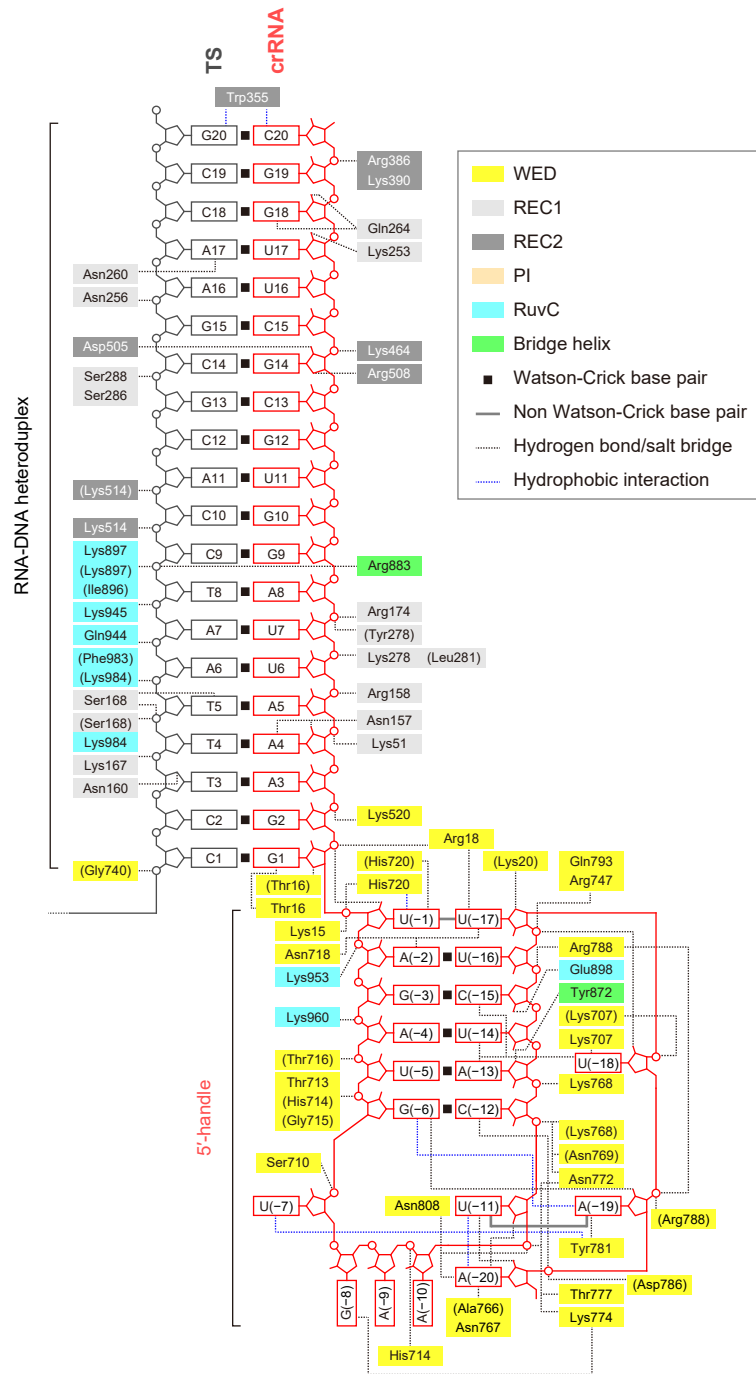 TS
crRNA
Trp355
G20 C20
Arg386
C19 G19
Lys390
C18 G18
Gln264
A17 U17
Lys253
Asn260
A16 U16
Asn256
G15 C15
Asp505
Lys464
C14 G14
Arg508
Ser288
Ser286
G13 C13
C12 G12
A11 U11
(Lys514)
C10 G10
Lys514
Lys897
C9 G9
(Lys897)
Arg883
(Ile896)
T8 A8
Lys945
Arg174
A7 U7
Gln944
(Tyr278)
(Phe983)
Lys278 (Leu281)
A6 U6
(Lys984)
Ser168
Arg158
T5 A5
(Ser168)
Asn157
Lys984
T4 A4
Lys51
Lys167
T3 A3
Asn160
Lys520
C2 G2
Arg18
C1 G1
(Gly740)
(His720)
(Lys20)
Gln793
Arg747
(Thr16)
His720
Thr16
RNA-DNA heteroduplex
WED
REC1
REC2
PI
RuvC
Bridge helix
Watson-Crick base pair
Non Watson-Crick base pair
Hydrogen bond/salt bridge
Hydrophobic interaction
5′-handle
U(−1) U(−17)
Lys15
Asn718
Arg788
A(−2) U(−16)
Lys953
Glu898
G(−3) C(−15)
Tyr872
Lys960
(Lys707)
A(−4) U(−14)
Lys707
(Thr716)
U(−18)
U(−5) A(−13)
Thr713
Lys768
(His714)
(Gly715)
G(−6) C(−12)
(Lys768)
(Asn769)
Ser710
Asn772
U(−7)
Asn808
U(−11)
A(−19)
(Arg788)
Tyr781
G(−8)
A(−9)
A(−10)
A(−20)
(Asp786)
Thr777
(Ala766)
Asn767
Lys774
His714